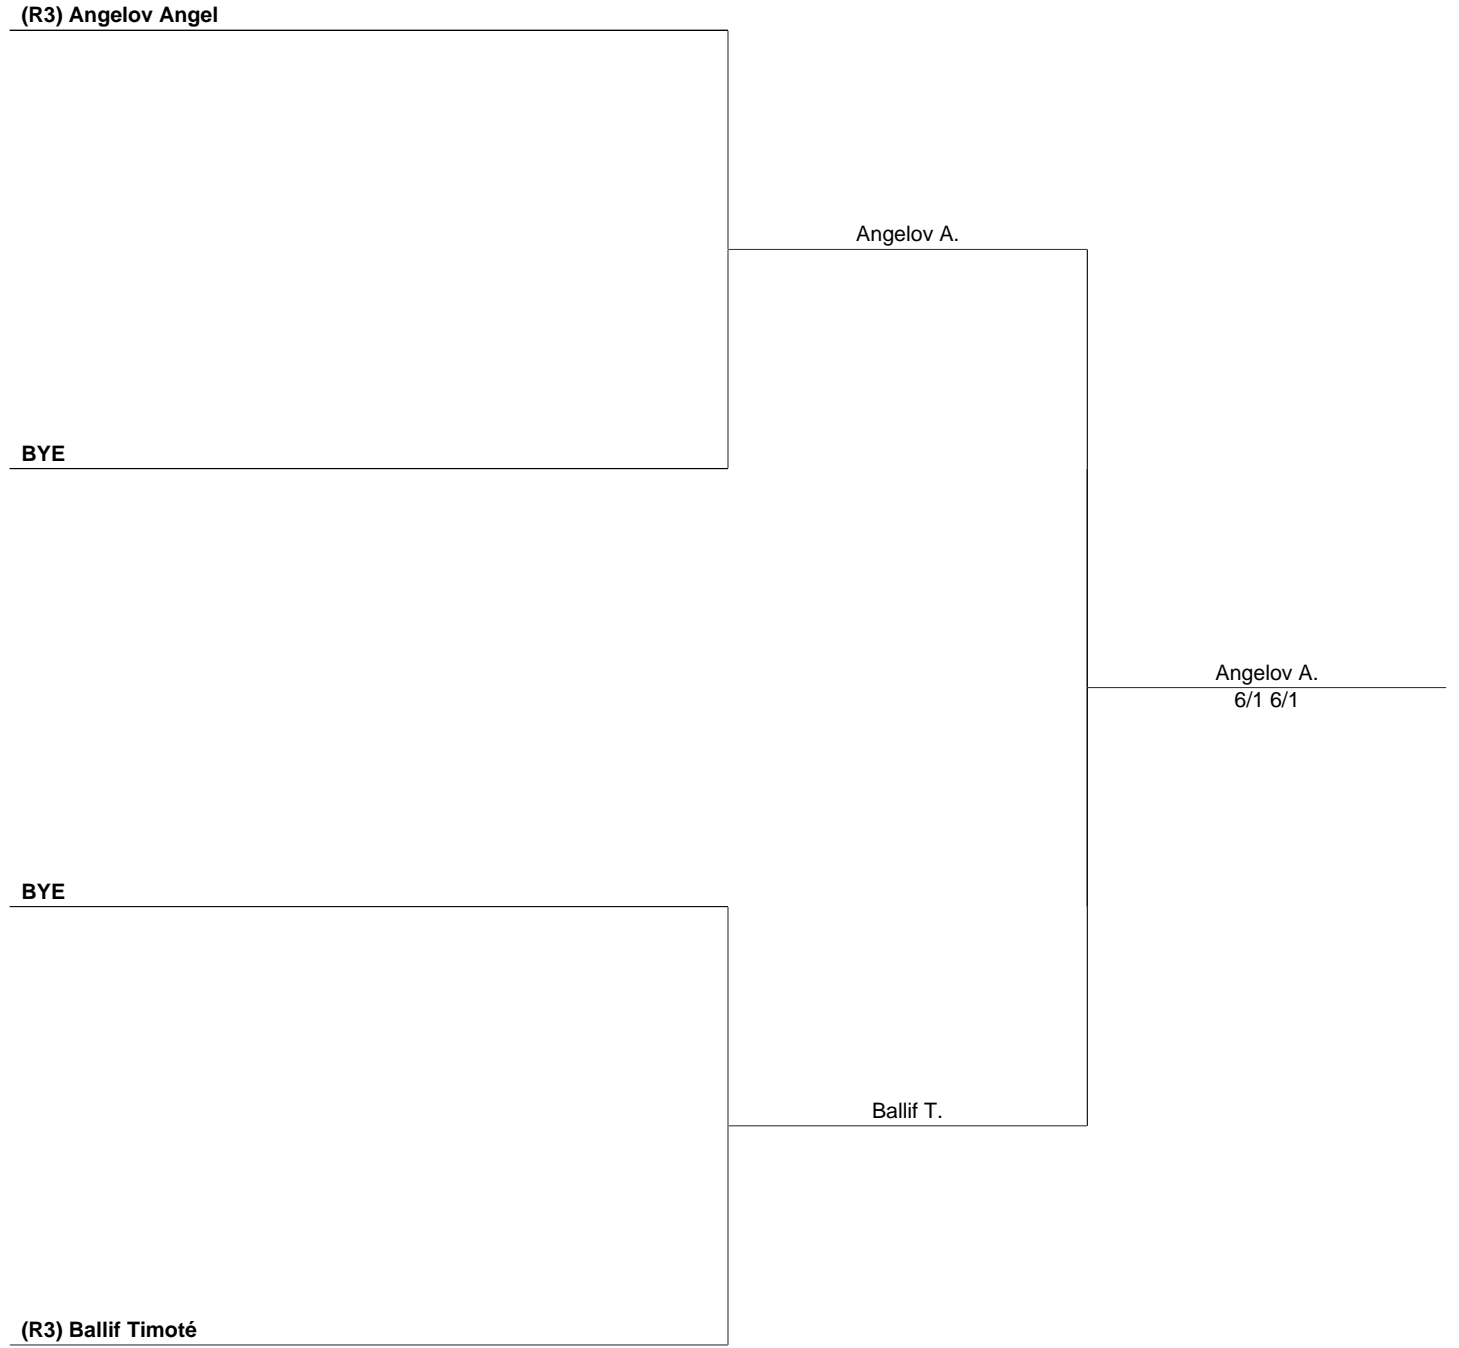 (R3) Angelov Angel
Angelov A.
BYE
Angelov A.
6/1 6/1
BYE
Ballif T.
(R3) Ballif Timoté